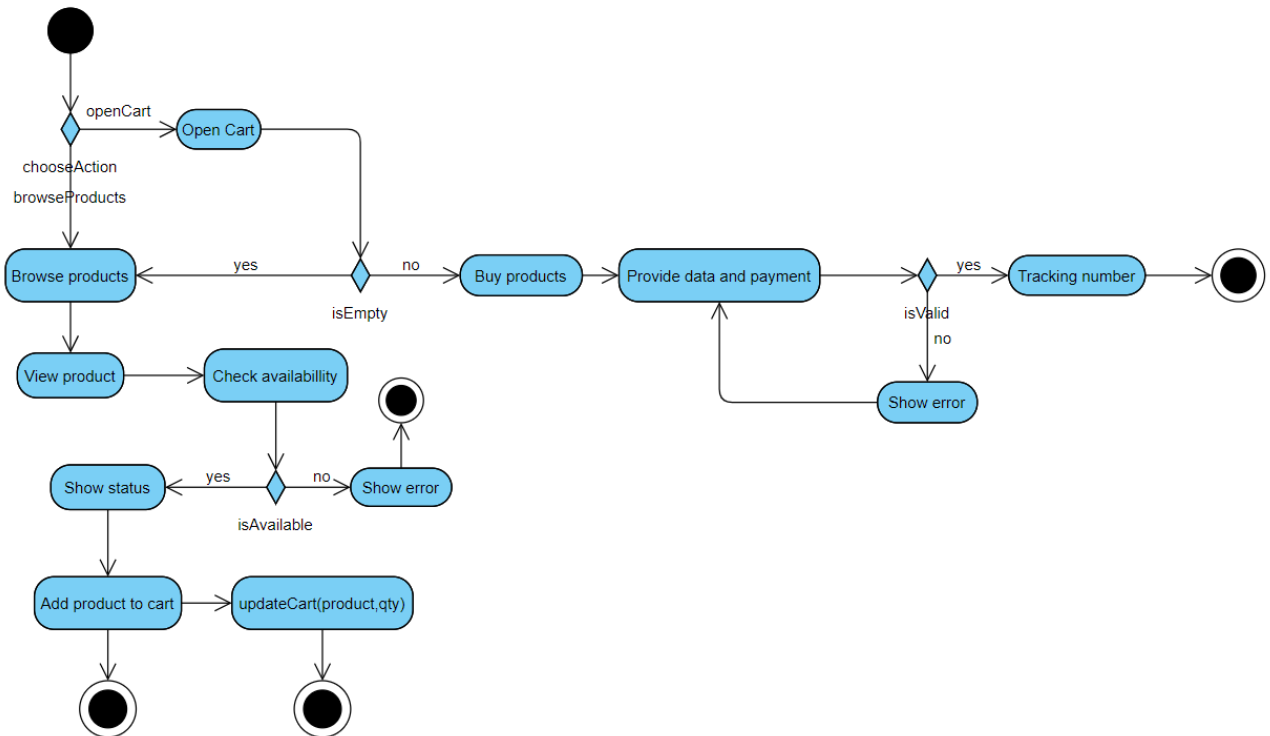 openCart
Open Cart
chooseAction
browseProducts
Browse products
yes
no
isEmpty
Buy products
Provide data and payment
yes
isValid
no
Tracking number
Show error
View product
Check availabillity
Show status
yes
no
isAvailable
Show error
Add product to cart
updateCart(product,qty)